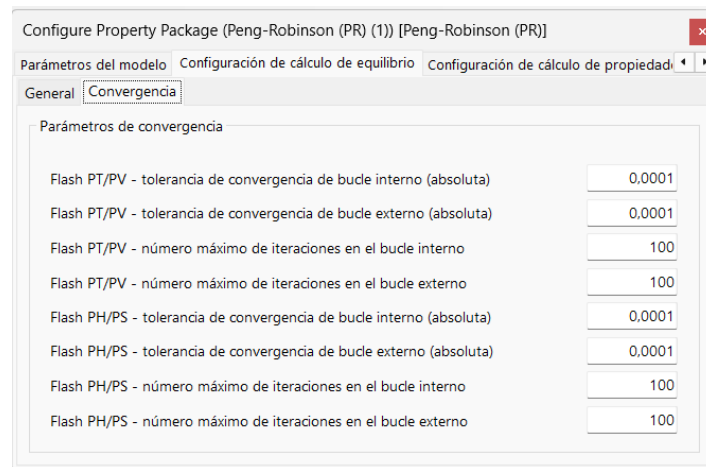 Configure Property Package (Peng-Robinson (PR) (1)) [Peng-Robinson (PR)]
Parámetros del modelo Configuración de cálculo de equilibrio Configuración de cálculo de propiedad
General Convergencia
Parámetros de convergencia
Flash PT/PV - tolerancia de convergencia de bucle interno (absoluta) 0,0001
Flash PT/PV - tolerancia de convergencia de bucle externo (absoluta) 0,0001
Flash PT/PV - número máximo de iteraciones en el bucle interno 100
Flash PT/PV - número máximo de iteraciones en el bucle externo 100
Flash PH/PS - tolerancia de convergencia de bucle interno (absoluta) 0,0001
Flash PH/PS - tolerancia de convergencia de bucle externo (absoluta) 0,0001
Flash PH/PS - número máximo de iteraciones en el bucle interno 100
Flash PH/PS - número máximo de iteraciones en el bucle externo 100